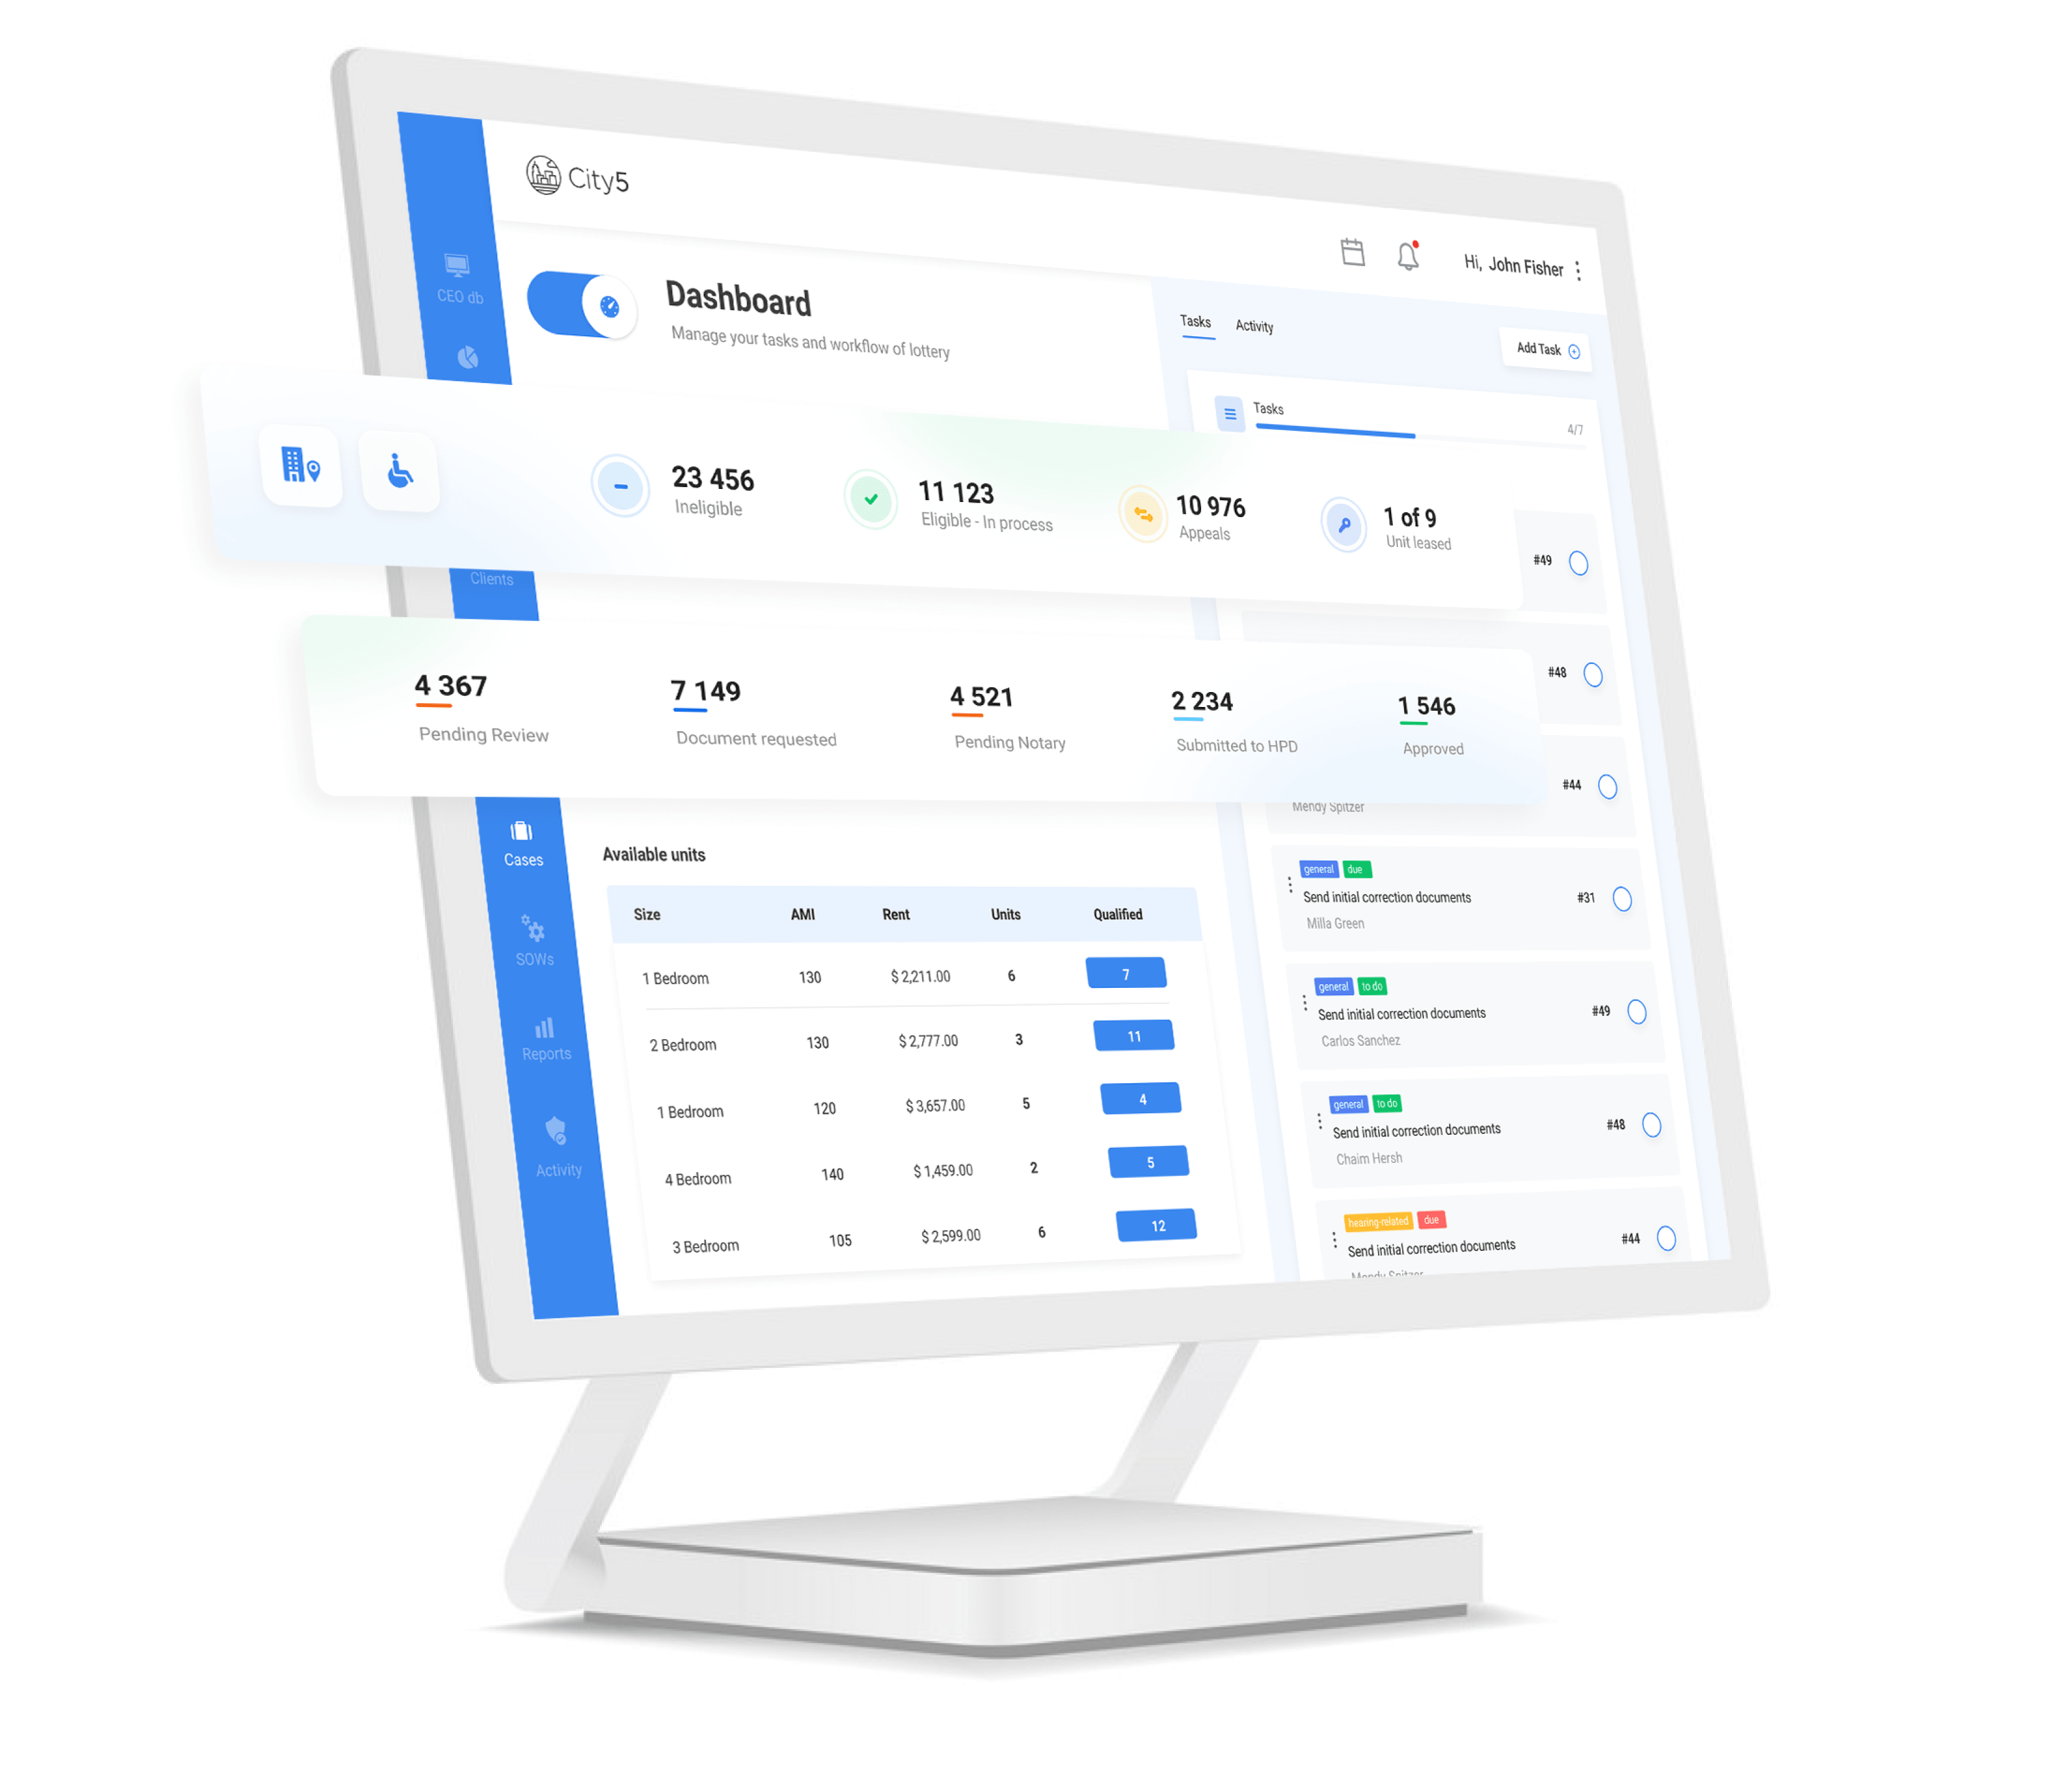 City5
Hi, John Fisher
CEO db
Dashboard
Manage your tasks and workflow of lottery
Tasks
Activity
Add Task
Tasks
4/7
23 456
Ineligible
11 123
Eligible - In process
10 976
Appeals
1 of 9
Unit leased
Clients
#49
#48
4 367
Pending Review
7 149
Document requested
4 521
Pending Notary
2 234
Submitted to HPD
1 546
Approved
#44
Mendy Spitzer
Cases
SOWs
Reports
Activity
Available units
Size AMI Rent Units Qualified
1 Bedroom 130 $ 2,211.00 6 7
2 Bedroom 130 $ 2,777.00 3 11
1 Bedroom 120 $ 3,657.00 5 4
4 Bedroom 140 $ 1,459.00 2 5
3 Bedroom 105 $ 2,599.00 6 12
general due
Send initial correction documents
#31
Milla Green
general to do
Send initial correction documents
#49
Carlos Sanchez
general to do
Send initial correction documents
#48
Chaim Hersh
hearing-related due
Send initial correction documents
#44
Mendy Spitzer